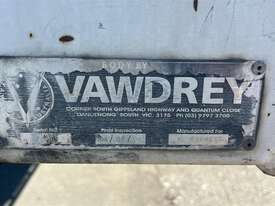 BODY BY
VAWDREY
CORNER SOUTH GIPPSLAND HIGHWAY AND QUANTUM CLOSE
DANDENONG SOUTH VIC 3175 PH (03) 9797 3700
Serial No.
Final Inspection
Manufactured For